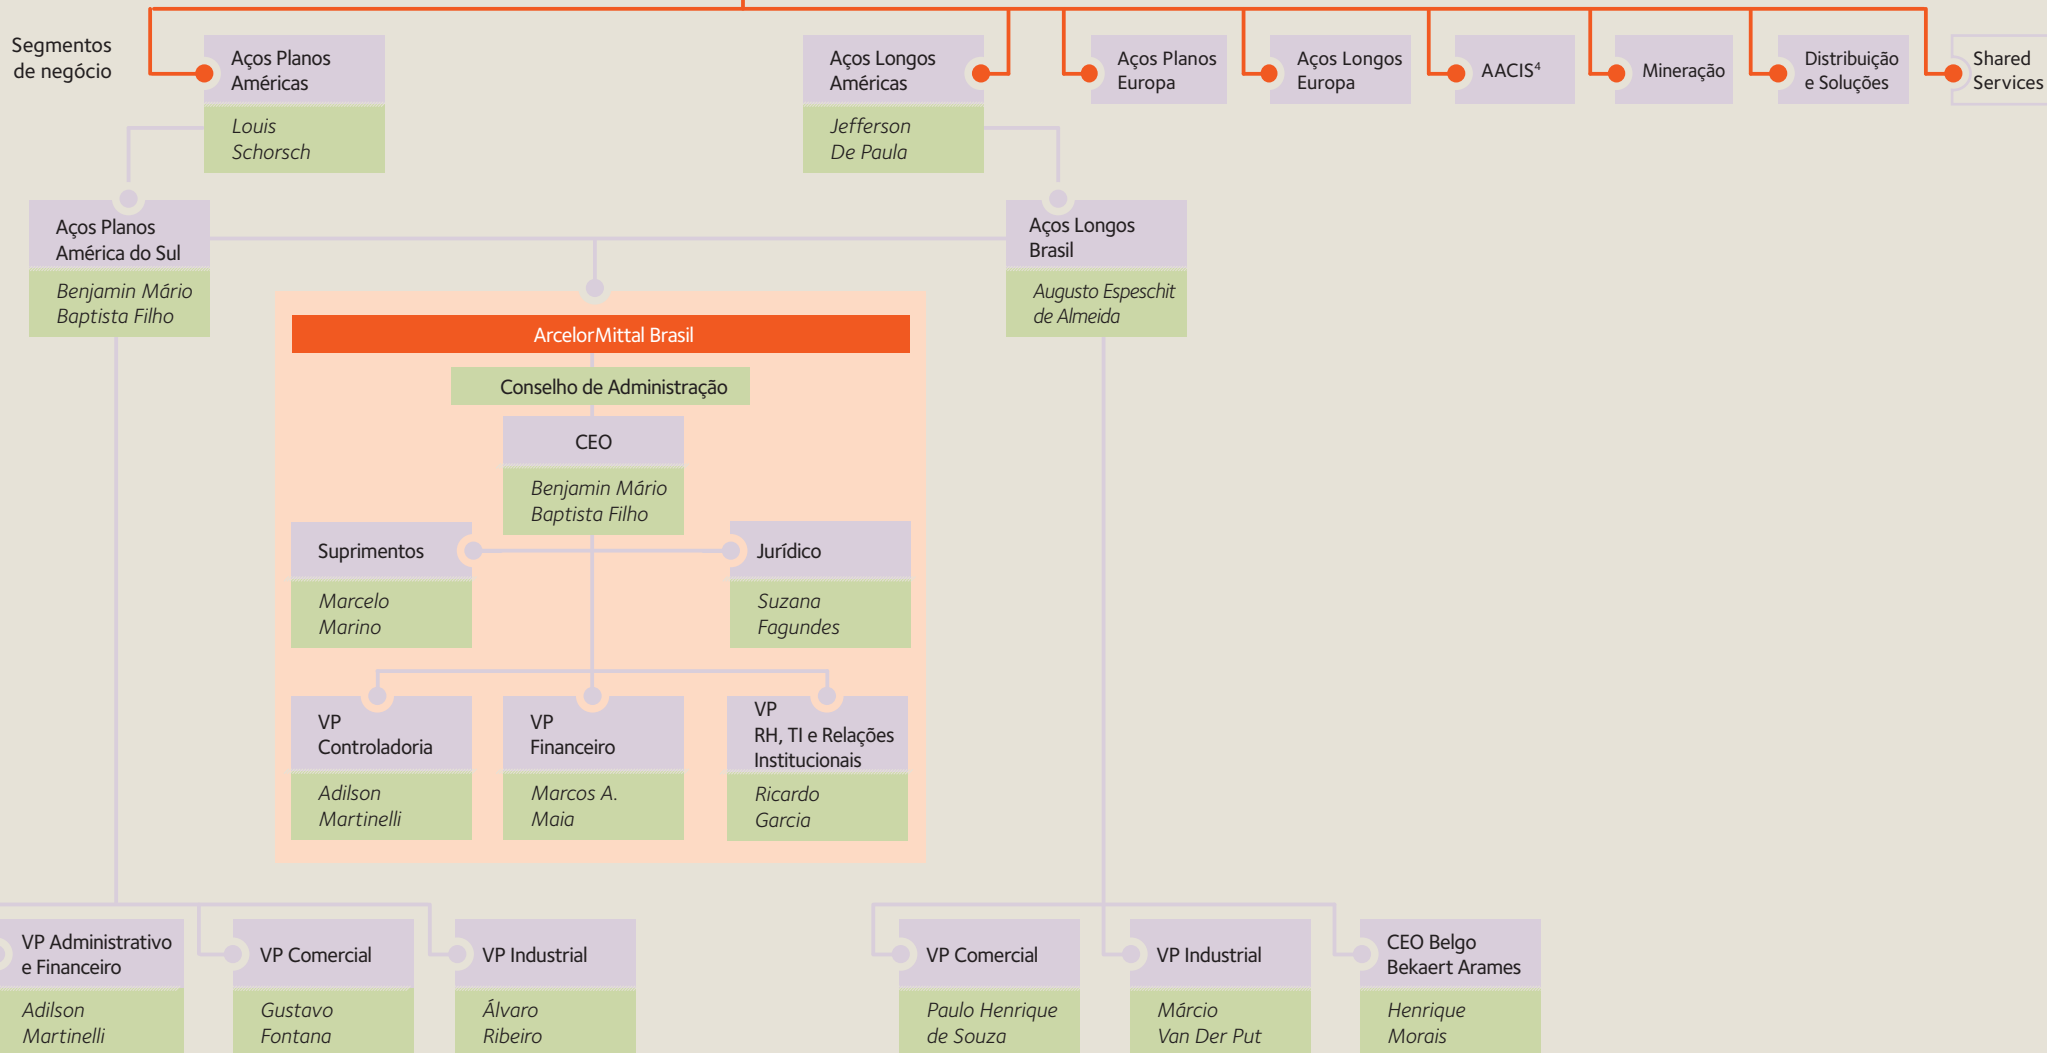 Segmentos
de negócio
Aços Planos
Américas
Louis
Schorsch
Aços Longos
Américas
Jefferson
De Paula
Aços Planos
Europa
Aços Longos
Europa
AACIS⁴
Mineração
Distribuição
e Soluções
Shared
Services
Aços Planos
América do Sul
Benjamin Mário
Baptista Filho
Aços Longos
Brasil
Augusto Espeschit
de Almeida
ArcelorMittal Brasil
Conselho de Administração
CEO
Benjamin Mário
Baptista Filho
Suprimentos
Marcelo
Marino
Jurídico
Suzana
Fagundes
VP
Controladoria
Adilson
Martinelli
VP
Financeiro
Marcos A.
Maia
VP
RH, TI e Relações
Institucionais
Ricardo
Garcia
VP Administrativo
e Financeiro
Adilson
Martinelli
VP Comercial
Gustavo
Fontana
VP Industrial
Álvaro
Ribeiro
VP Comercial
Paulo Henrique
de Souza
VP Industrial
Márcio
Van Der Put
CEO Belgo
Bekaert Arames
Henrique
Morais